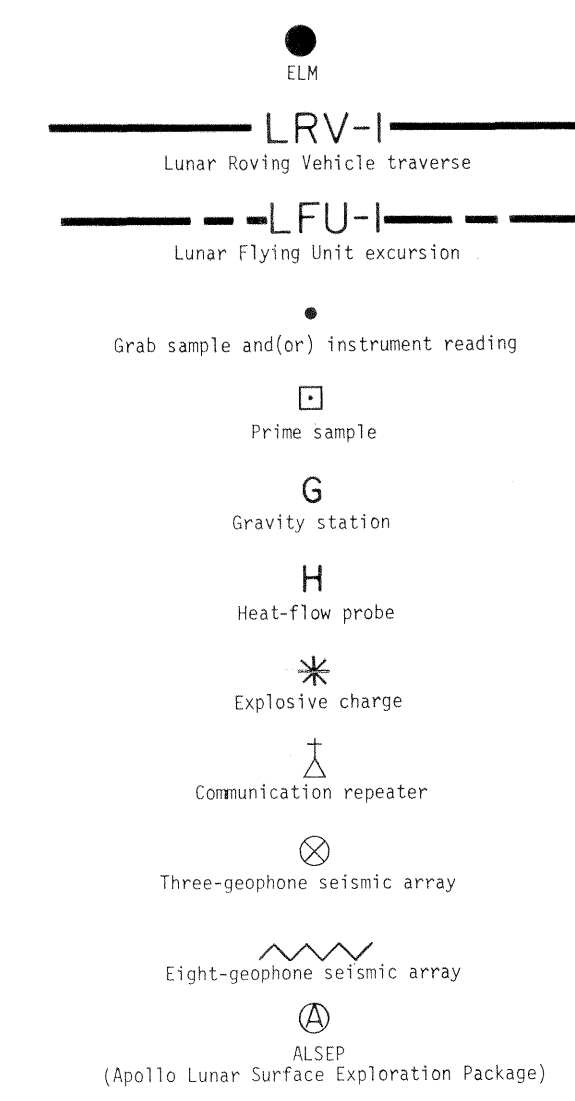 ELM
LRV-I
Lunar Roving Vehicle traverse
LFU-I
Lunar Flying Unit excursion
Grab sample and(or) instrument reading
Prime sample
G
Gravity station
H
Heat-flow probe
Explosive charge
Communication repeater
Three-geophone seismic array
Eight-geophone seismic array
A
ALSEP
(Apollo Lunar Surface Exploration Package)